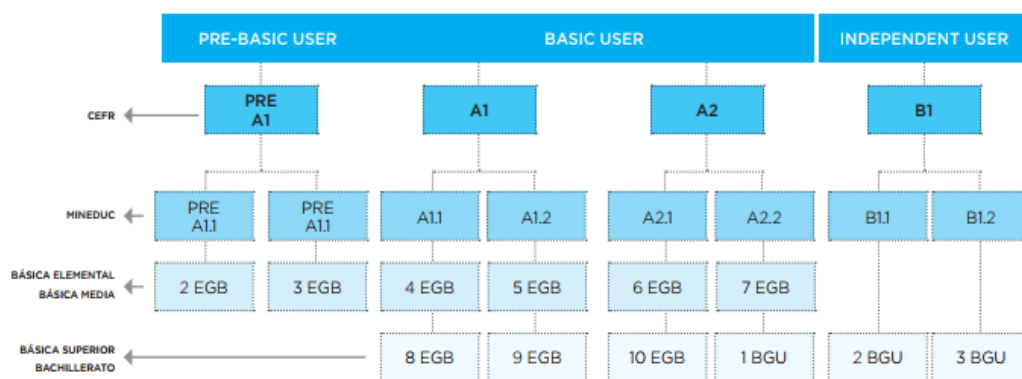 PRE-BASIC USER BASIC USER INDEPENDENT USER
CEFR
PRE
A1
A1
A2
B1
MINEDUC
PRE
A1.1
PRE
A1.1
A1.1
A1.2
A2.1
A2.2
B1.1
B1.2
BÁSICA ELEMENTAL
BÁSICA MEDIA
2 EGB 3 EGB 4 EGB 5 EGB 6 EGB 7 EGB
BÁSICA SUPERIOR
BACHILLERATO
8 EGB 9 EGB 10 EGB 1 BGU 2 BGU 3 BGU